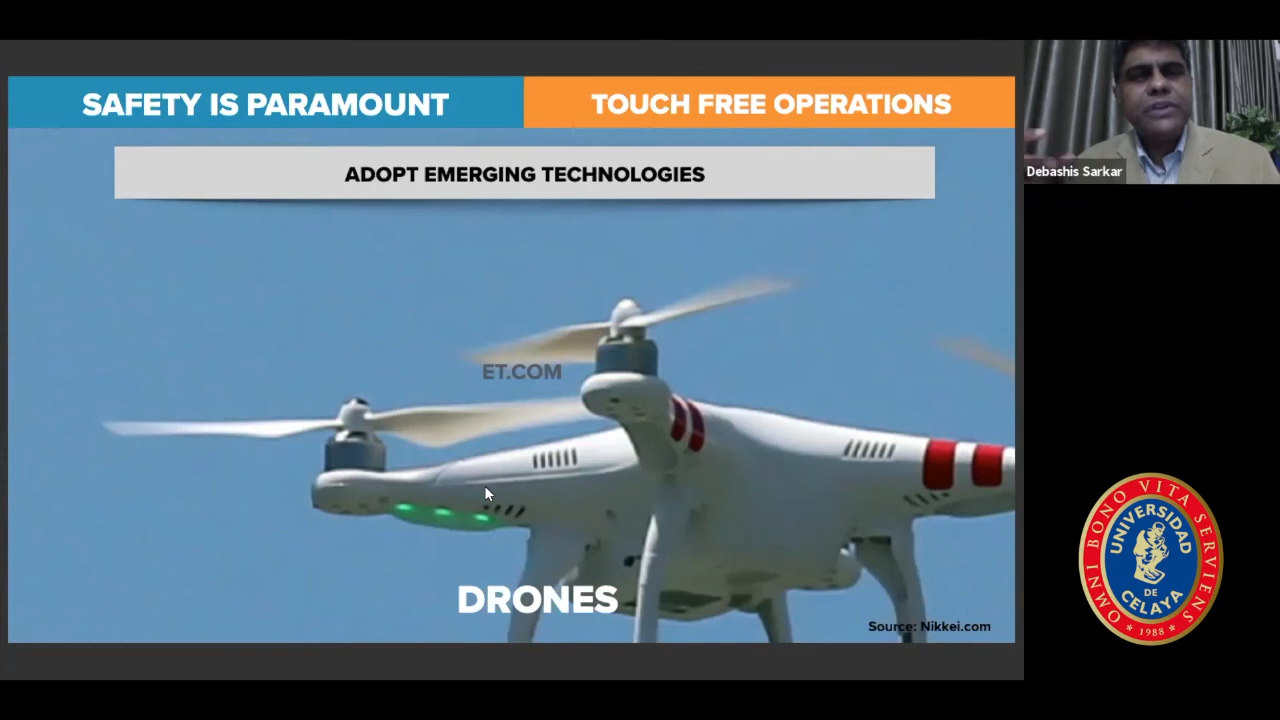 SAFETY IS PARAMOUNT
TOUCH FREE OPERATIONS
ADOPT EMERGING TECHNOLOGIES
ET.COM
DRONES
Source: Nikkei.com
Debashis Sarkar
OMNI BONO VITA SERVIENS
UNIVERSIDAD
DE
CELAYA
* 1988 *